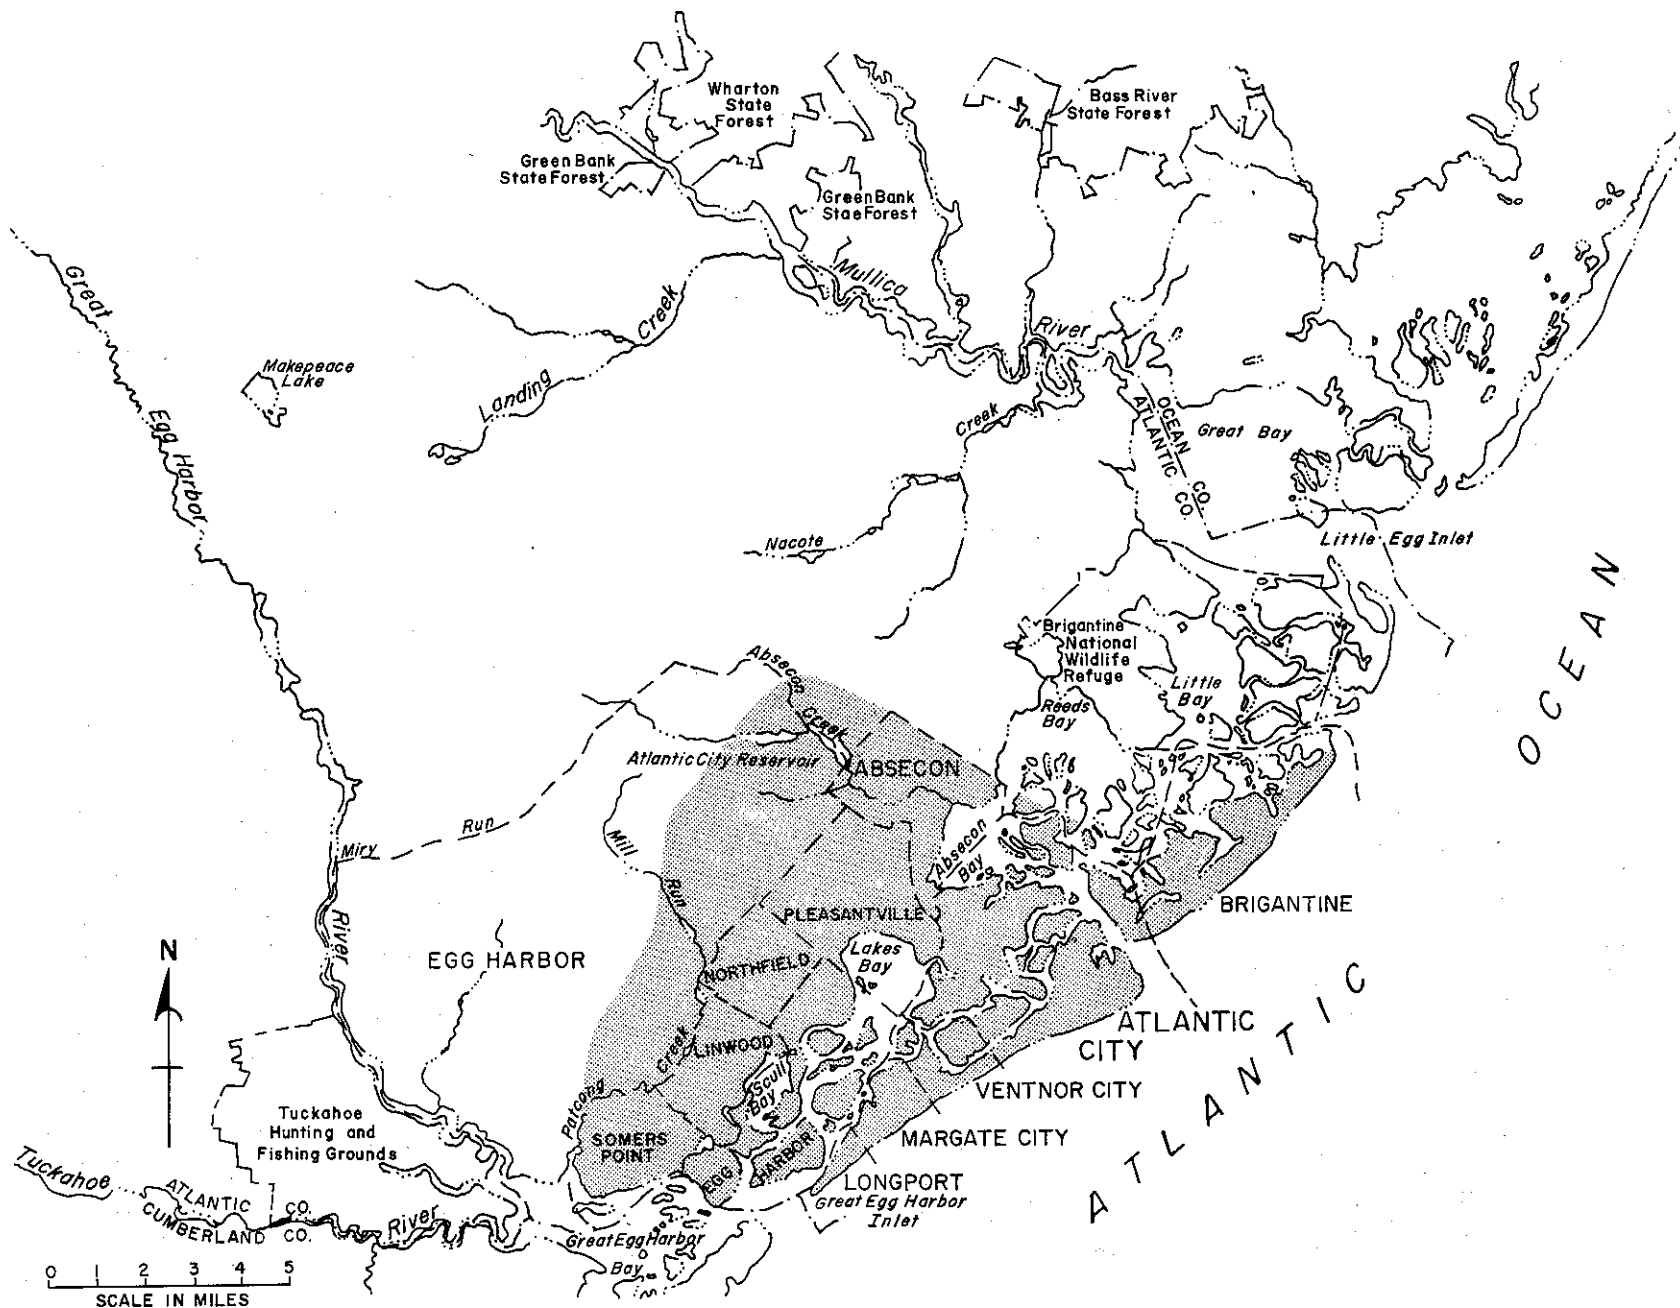 Wharton
State
Forest
Bass River
State Forest
Green Bank
State Forest
Green Bank
Stae Forest
Great
Egg Harbor
River
Mullica
River
Makepeace
Lake
Landing
Creek
Nacote
Creek
OCEAN CO.
ATLANTIC CO.
Great Bay
Little Egg Inlet
Brigantine
National
Wildlife
Refuge
Reeds
Bay
Little
Bay
Absecon
Creek
Atlantic City Reservoir
ABSECON
Miry
Run
Mill
Run
Absecon
Bay
PLEASANTVILLE
BRIGANTINE
EGG HARBOR
NORTHFIELD
Lakes
Bay
LINWOOD
Scull
Bay
Patcong
Creek
ATLANTIC
CITY
VENTNOR CITY
MARGATE CITY
LONGPORT
SOMERS
POINT
EGG
HARBOR
Great Egg Harbor
Inlet
Great Egg Harbor
Bay
Tuckahoe
Hunting and
Fishing Grounds
Tuckahoe
River
ATLANTIC CO.
CUMBERLAND CO.
ATLANTIC
OCEAN
N
0 1 2 3 4 5
SCALE IN MILES